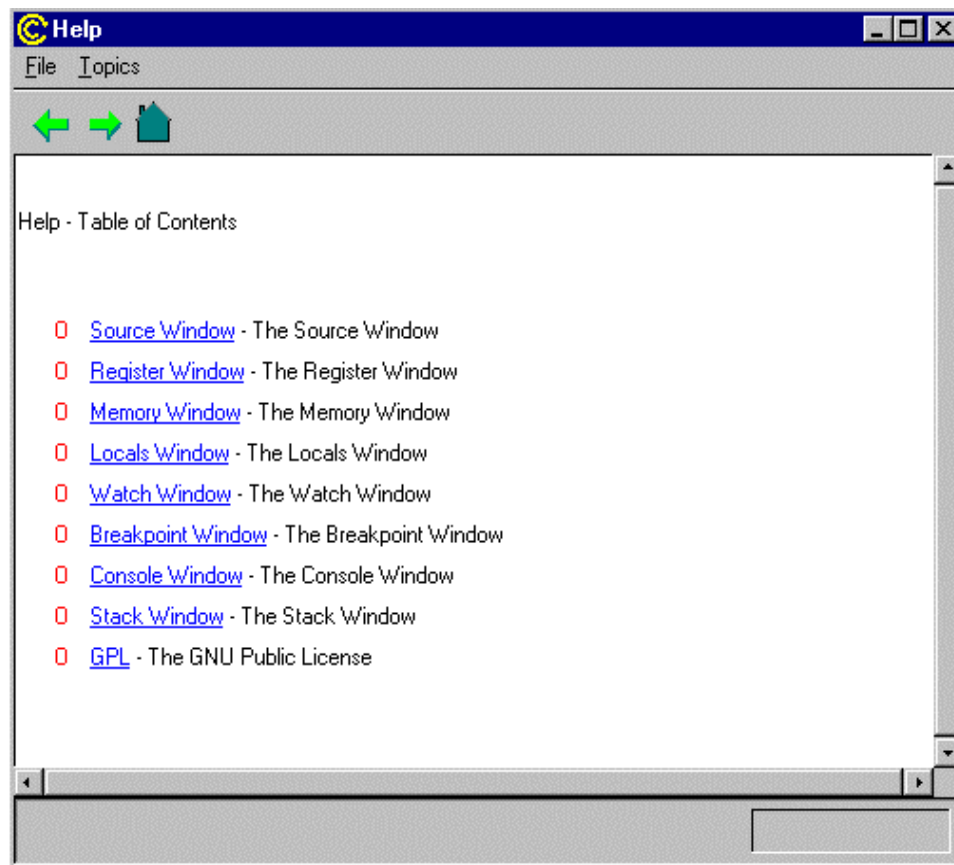 Help
File Topics
Help - Table of Contents
0 Source Window - The Source Window
0 Register Window - The Register Window
0 Memory Window - The Memory Window
0 Locals Window - The Locals Window
0 Watch Window - The Watch Window
0 Breakpoint Window - The Breakpoint Window
0 Console Window - The Console Window
0 Stack Window - The Stack Window
0 GPL - The GNU Public License